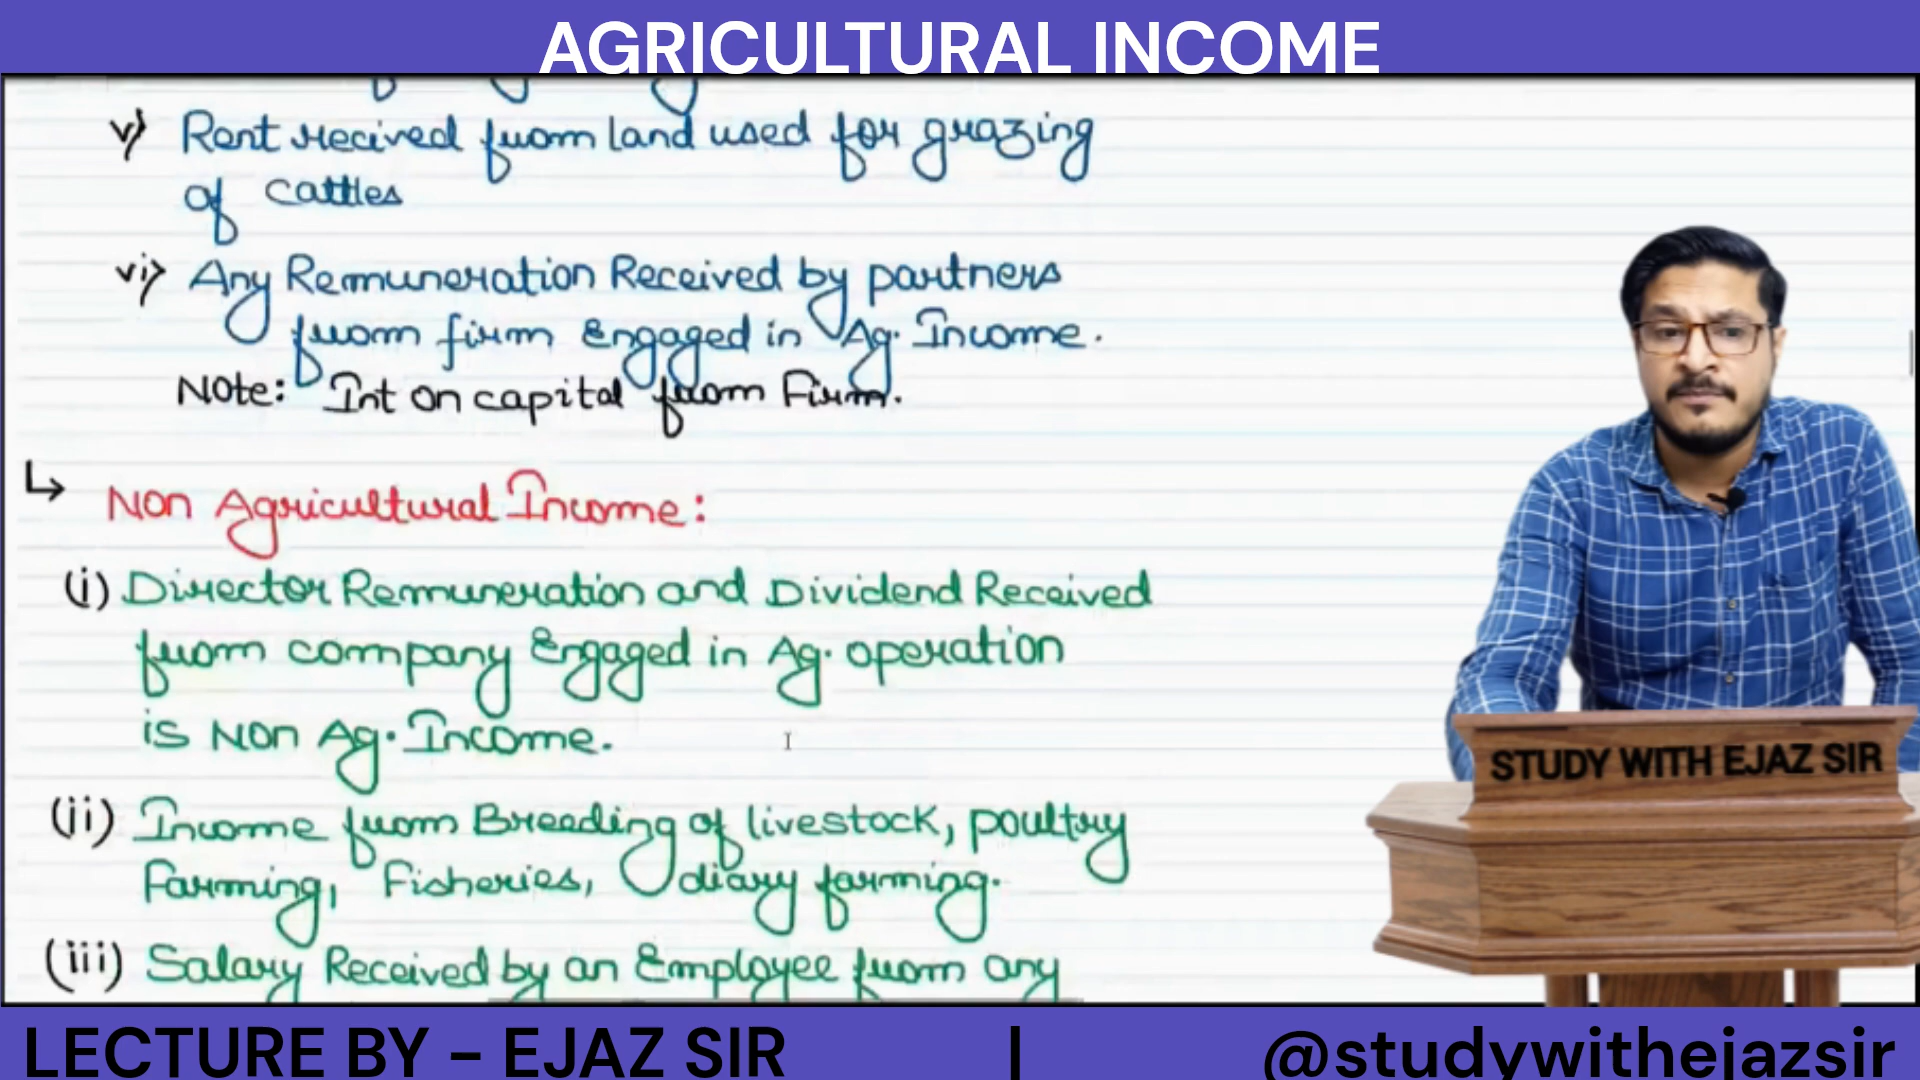 AGRICULTURAL INCOME
v) Rent recived from land used for grazing
of cattles
vi) Any Remuneration Received by partners
from firm Engaged in Ag. Income.
Note: Int on capital from Firm.
↳ Non Agricultural Income:
(i) Director Remuneration and Dividend Received
from company Engaged in Ag. operation
is Non Ag. Income.
(ii) Income from Breeding of livestock, poultry
Farming, Fisheries, diary farming.
(iii) Salary Received by an Employee from any
STUDY WITH EJAZ SIR
LECTURE BY - EJAZ SIR | @studywithejazsir